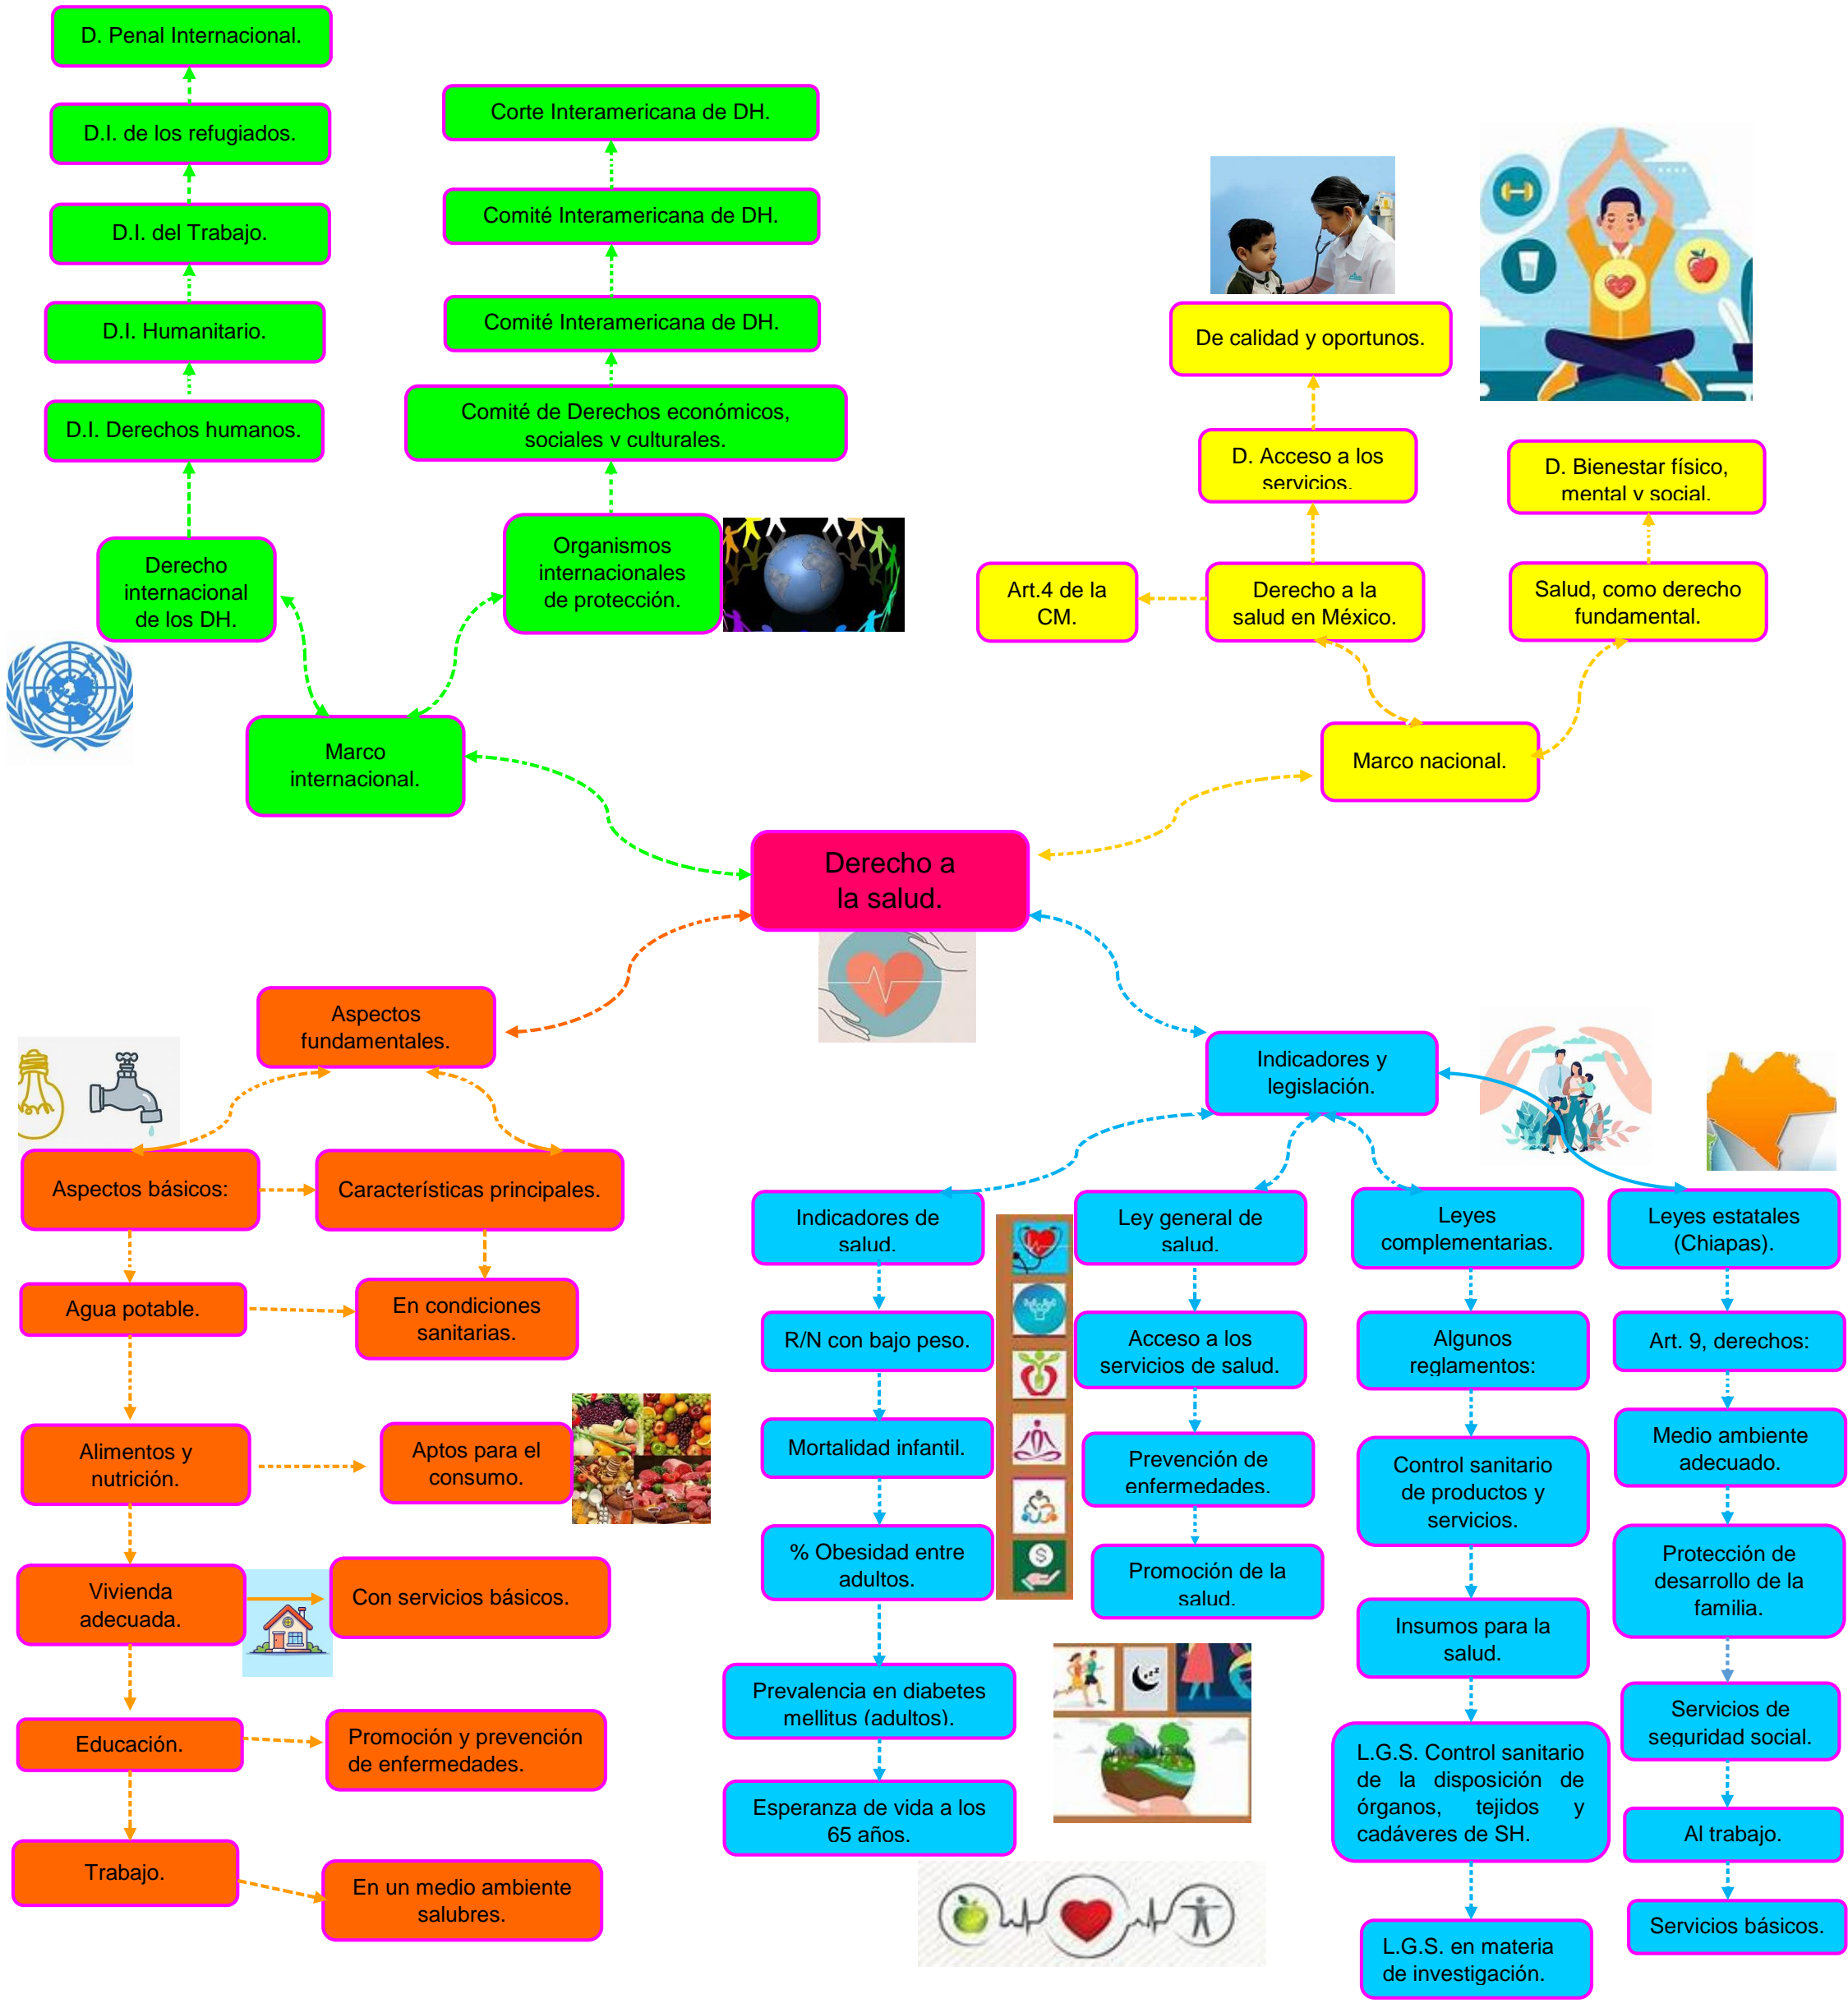 D. Penal Internacional.
D.I. de los refugiados.
D.I. del Trabajo.
D.I. Humanitario.
D.I. Derechos humanos.
Derecho
internacional
de los DH.
Corte Interamericana de DH.
Comité Interamericana de DH.
Comité Interamericana de DH.
Comité de Derechos económicos,
sociales y culturales.
Organismos
internacionales
de protección.
Marco
internacional.
De calidad y oportunos.
D. Acceso a los
servicios.
D. Bienestar físico,
mental y social.
Art.4 de la
CM.
Derecho a la
salud en México.
Salud, como derecho
fundamental.
Marco nacional.
Derecho a
la salud.
Aspectos
fundamentales.
Aspectos básicos:
Características principales.
Agua potable.
En condiciones
sanitarias.
Alimentos y
nutrición.
Aptos para el
consumo.
Vivienda
adecuada.
Con servicios básicos.
Educación.
Promoción y prevención
de enfermedades.
Trabajo.
En un medio ambiente
salubres.
Indicadores y
legislación.
Indicadores de
salud.
R/N con bajo peso.
Mortalidad infantil.
% Obesidad entre
adultos.
Prevalencia en diabetes
mellitus (adultos).
Esperanza de vida a los
65 años.
Ley general de
salud.
Acceso a los
servicios de salud.
Prevención de
enfermedades.
Promoción de la
salud.
$
zzz
Leyes
complementarias.
Algunos
reglamentos:
Control sanitario
de productos y
servicios.
Insumos para la
salud.
L.G.S. Control sanitario
de la disposición de
órganos, tejidos y
cadáveres de SH.
L.G.S. en materia
de investigación.
Leyes estatales
(Chiapas).
Art. 9, derechos:
Medio ambiente
adecuado.
Protección de
desarrollo de la
familia.
Servicios de
seguridad social.
Al trabajo.
Servicios básicos.